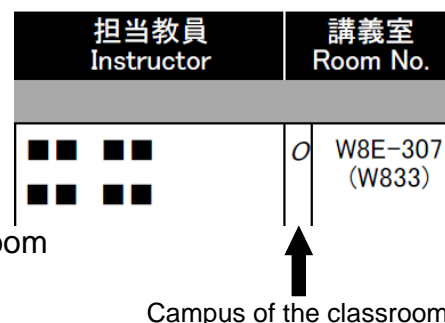 担当教員 講義室
Instructor Room No.
■■ ■■ O W8E-307
(W833)
■■ ■■
oom
Campus of the classroom